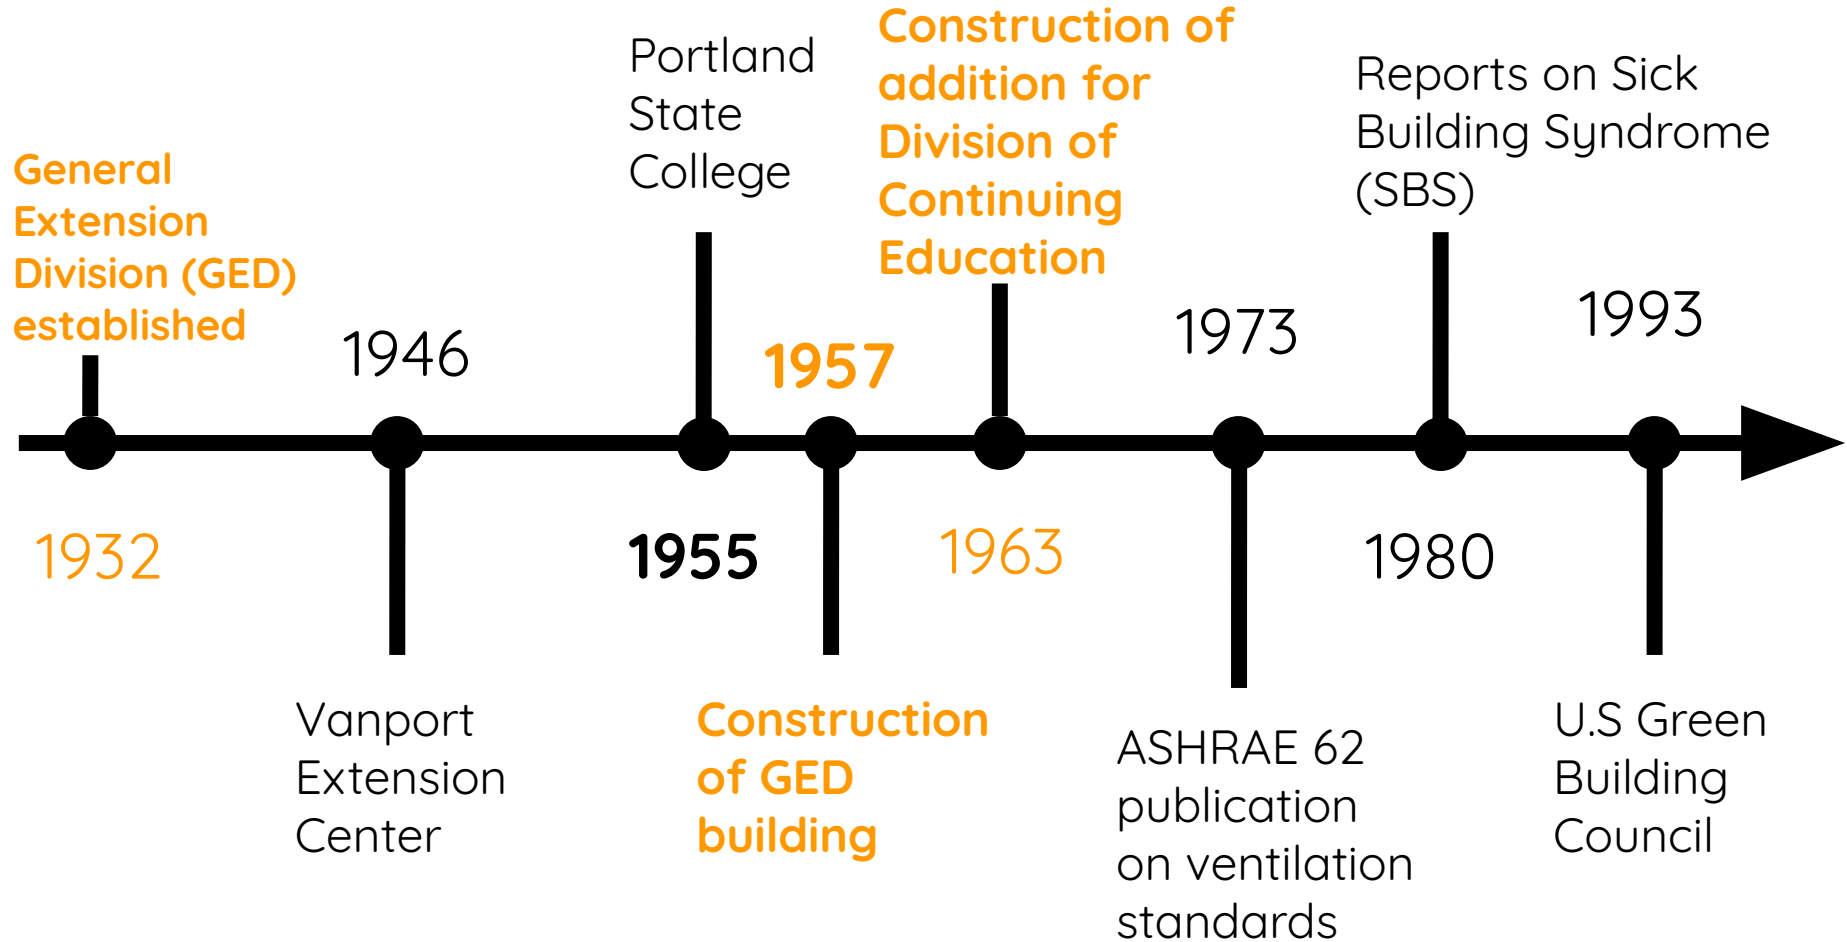 General
Extension
Division (GED)
established
1932
1946
Vanport
Extension
Center
Portland
State
College
1955
1957
Construction
of GED
building
Construction of
addition for
Division of
Continuing
Education
1963
1973
ASHRAE 62
publication
on ventilation
standards
Reports on Sick
Building Syndrome
(SBS)
1980
1993
U.S Green
Building
Council